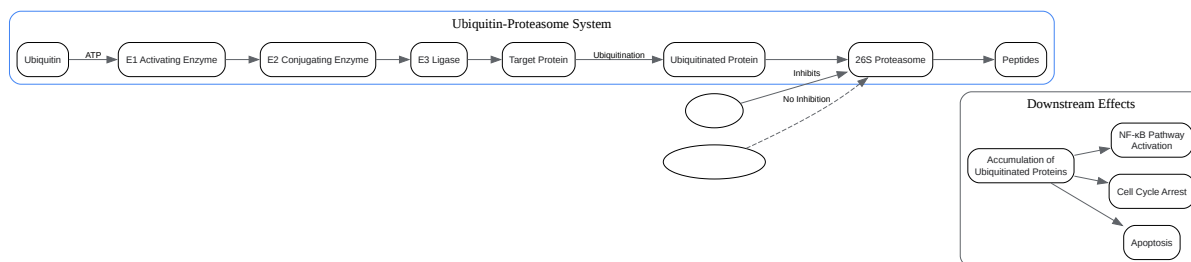 Ubiquitin-Proteasome System
Ubiquitin
ATP
E1 Activating Enzyme
E2 Conjugating Enzyme
E3 Ligase
Target Protein
Ubiquitination
Ubiquitinated Protein
26S Proteasome
Peptides
Inhibits
No Inhibition
Downstream Effects
Accumulation of
Ubiquitinated Proteins
NF-κB Pathway
Activation
Cell Cycle Arrest
Apoptosis